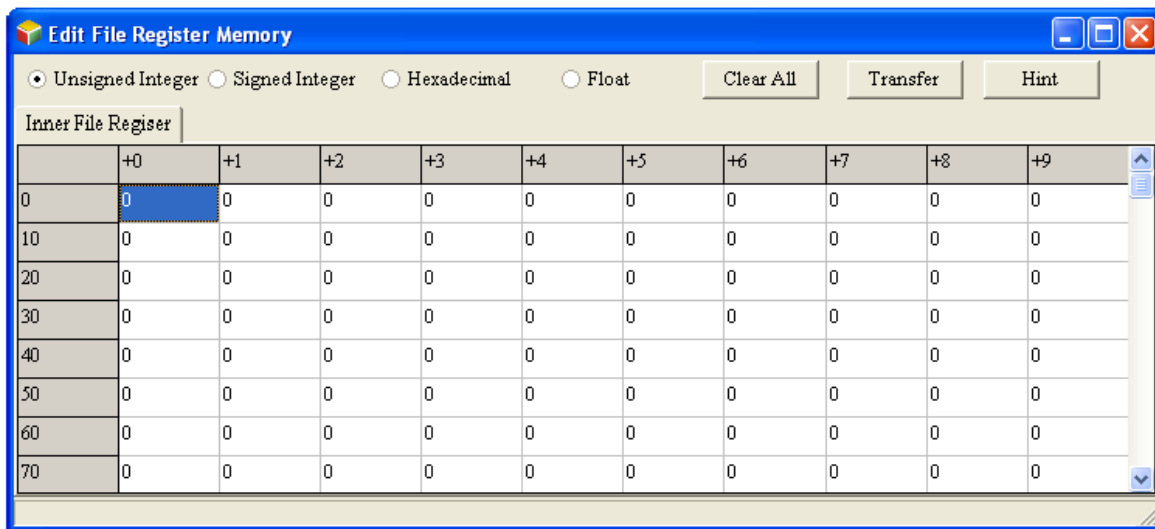 Edit File Register Memory
Unsigned Integer Signed Integer Hexadecimal Float Clear All Transfer Hint
Inner File Regiser
+0 +1 +2 +3 +4 +5 +6 +7 +8 +9
0 0 0 0 0 0 0 0 0 0 0
10 0 0 0 0 0 0 0 0 0 0
20 0 0 0 0 0 0 0 0 0 0
30 0 0 0 0 0 0 0 0 0 0
40 0 0 0 0 0 0 0 0 0 0
50 0 0 0 0 0 0 0 0 0 0
60 0 0 0 0 0 0 0 0 0 0
70 0 0 0 0 0 0 0 0 0 0